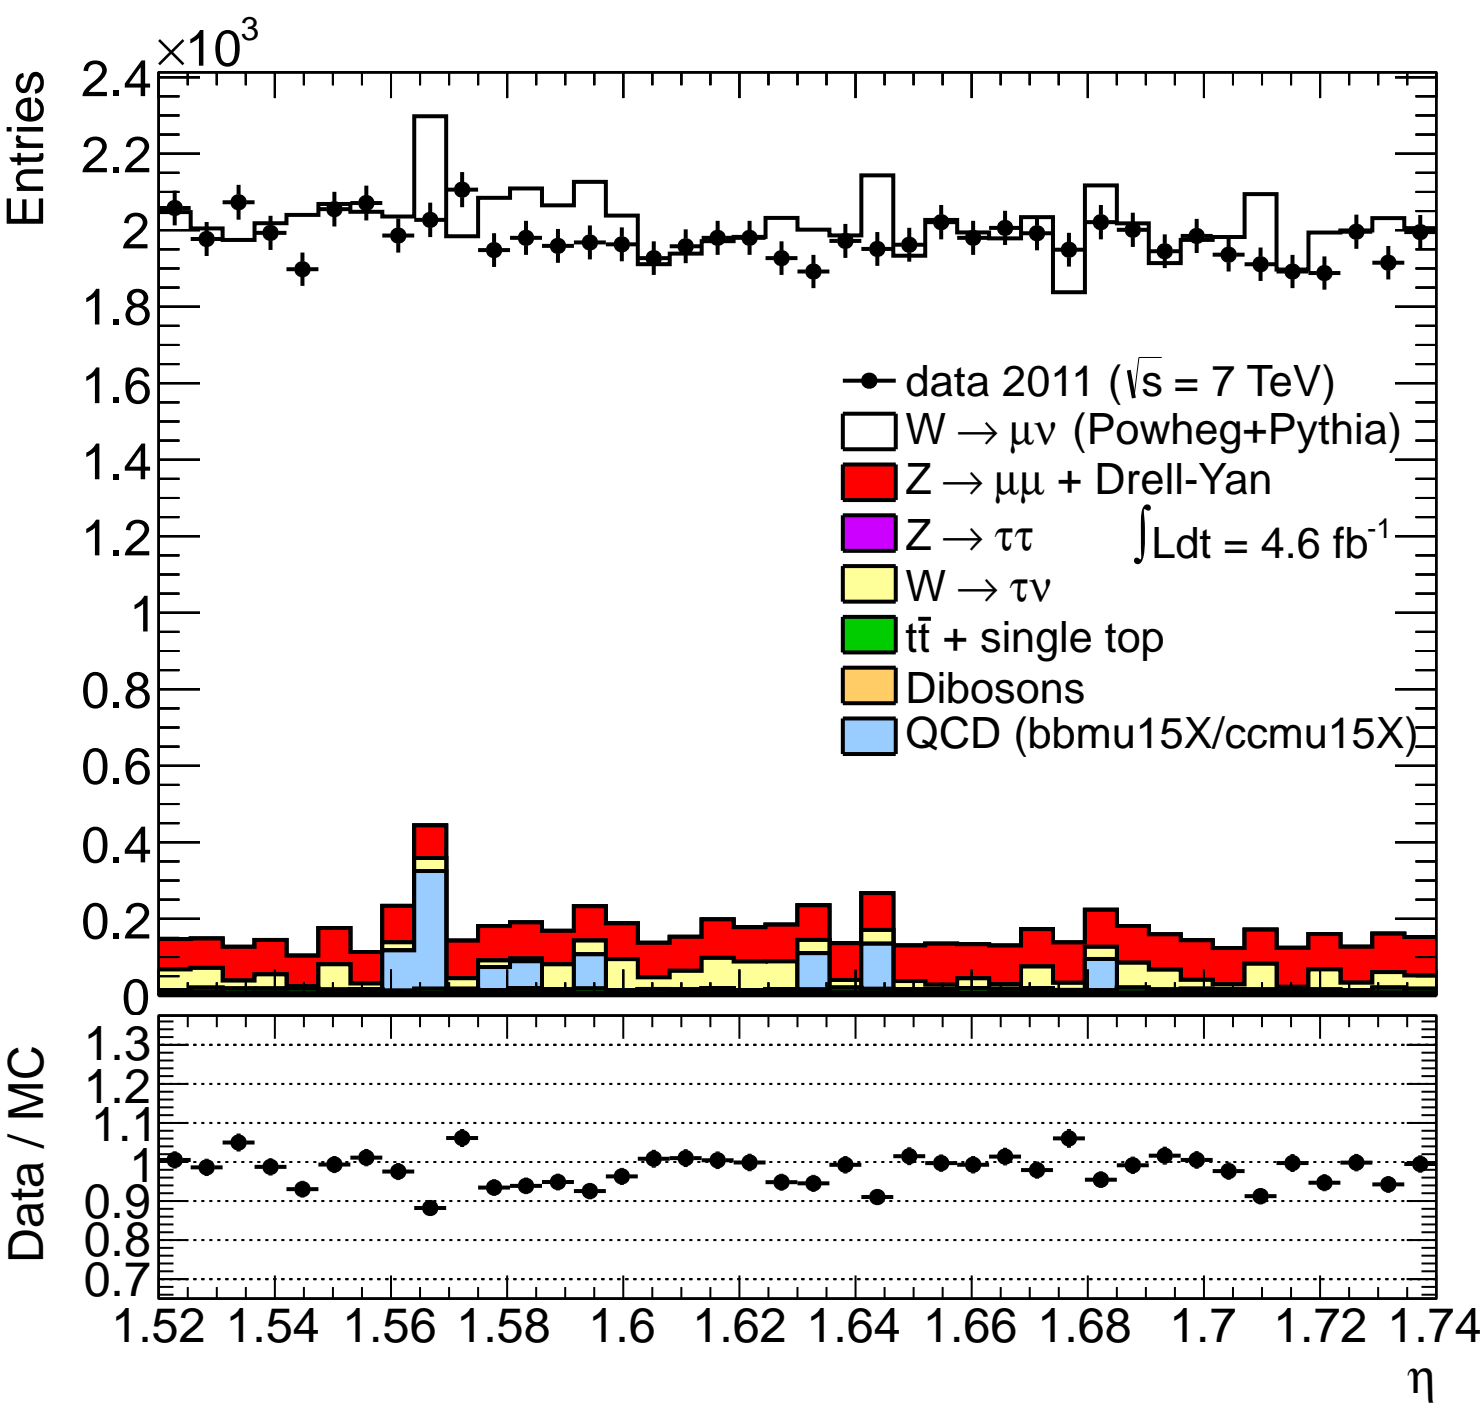 ×10³
Entries
2.4
2.2
2
1.8
1.6
1.4
1.2
1
0.8
0.6
0.4
0.2
0
data 2011 (√s = 7 TeV)
W → μν (Powheg+Pythia)
Z → μμ + Drell-Yan
Z → ττ
∫Ldt = 4.6 fb⁻¹
W → τν
tt̄ + single top
Dibosons
QCD (bbmu15X/ccmu15X)
Data / MC
1.3
1.2
1.1
1
0.9
0.8
0.7
1.52 1.54 1.56 1.58 1.6 1.62 1.64 1.66 1.68 1.7 1.72 1.74
η